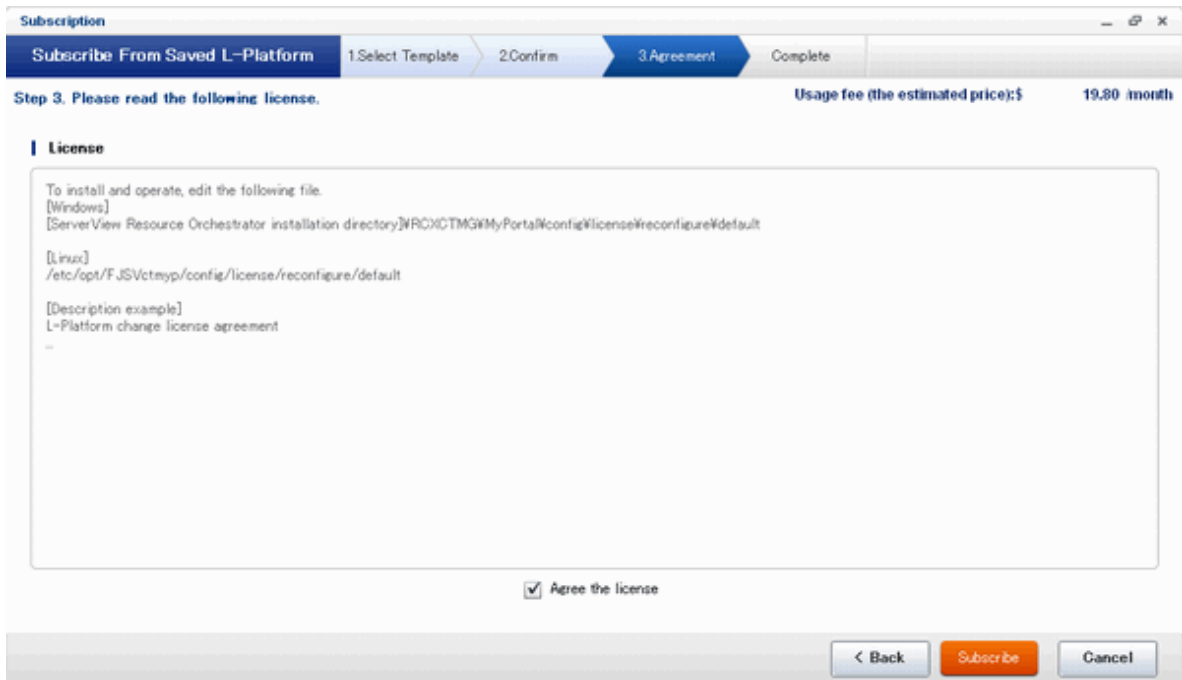 Subscription
Subscribe From Saved L-Platform 1.Select Template 2.Confirm 3.Agreement Complete
Step 3. Please read the following license. Usage fee (the estimated price):$ 19.80 /month
License
To install and operate, edit the following file.
[Windows]
[ServerView Resource Orchestrator installation directory]¥RCXCTMG¥MyPortal¥config¥license¥reconfigure¥default
[Linux]
/etc/opt/FJSVctmyp/config/license/reconfigure/default
[Description example]
L-Platform change license agreement
...
Agree the license
< Back Subscribe Cancel